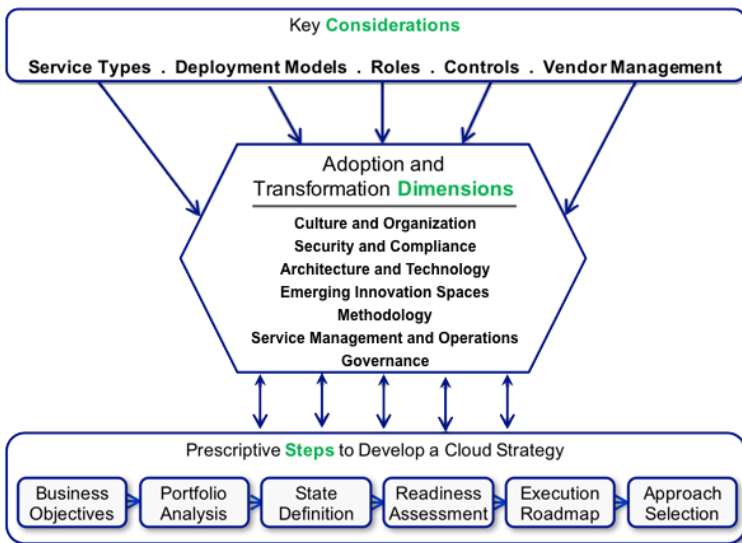 Key Considerations
Service Types . Deployment Models . Roles . Controls . Vendor Management
Adoption and
Transformation Dimensions
Culture and Organization
Security and Compliance
Architecture and Technology
Emerging Innovation Spaces
Methodology
Service Management and Operations
Governance
Prescriptive Steps to Develop a Cloud Strategy
Business
Objectives
Portfolio
Analysis
State
Definition
Readiness
Assessment
Execution
Roadmap
Approach
Selection